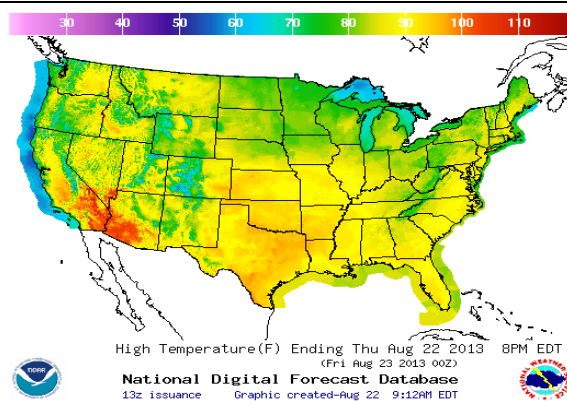 30 40 50 60 70 80 90 100 110
High Temperature(F) Ending Thu Aug 22 2013 8PM EDT
(Fri Aug 23 2013 00Z)
National Digital Forecast Database
13z issuance Graphic created-Aug 22 9:12AM EDT
NOAA